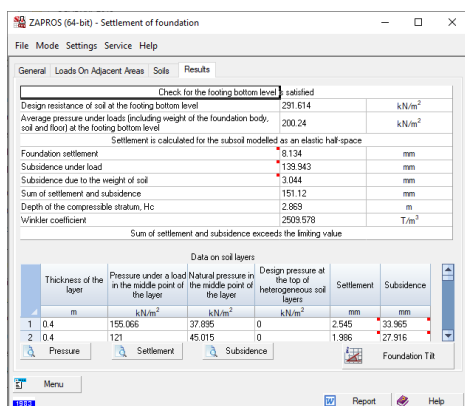 ZAPROS (64-bit) - Settlement of foundation
File Mode Settings Service Help
General Loads On Adjacent Areas Soils Results
Check for the footing bottom level is satisfied
Design resistance of soil at the footing bottom level 291.614 kN/m²
Average pressure under loads (including weight of the foundation body,
soil and floor) at the footing bottom level 200.24 kN/m²
Settlement is calculated for the subsoil modelled as an elastic half-space
Foundation settlement 8.134 mm
Subsidence under load 139.943 mm
Subsidence due to the weight of soil 3.044 mm
Sum of settlement and subsidence 151.12 mm
Depth of the compressible stratum, Hc 2.869 m
Winkler coefficient 2509.578 T/m³
Sum of settlement and subsidence exceeds the limiting value
Data on soil layers
Thickness of the layer Pressure under a load in the middle point of the layer Natural pressure in the middle point of the layer Design pressure at the top of heterogeneous soil layers Settlement Subsidence
m kN/m² kN/m² kN/m² mm mm
1 0.4 155.066 37.895 0 2.545 33.965
2 0.4 121 45.015 0 1.986 27.916
Pressure Settlement Subsidence Foundation Tilt
Menu
1983 Report Help